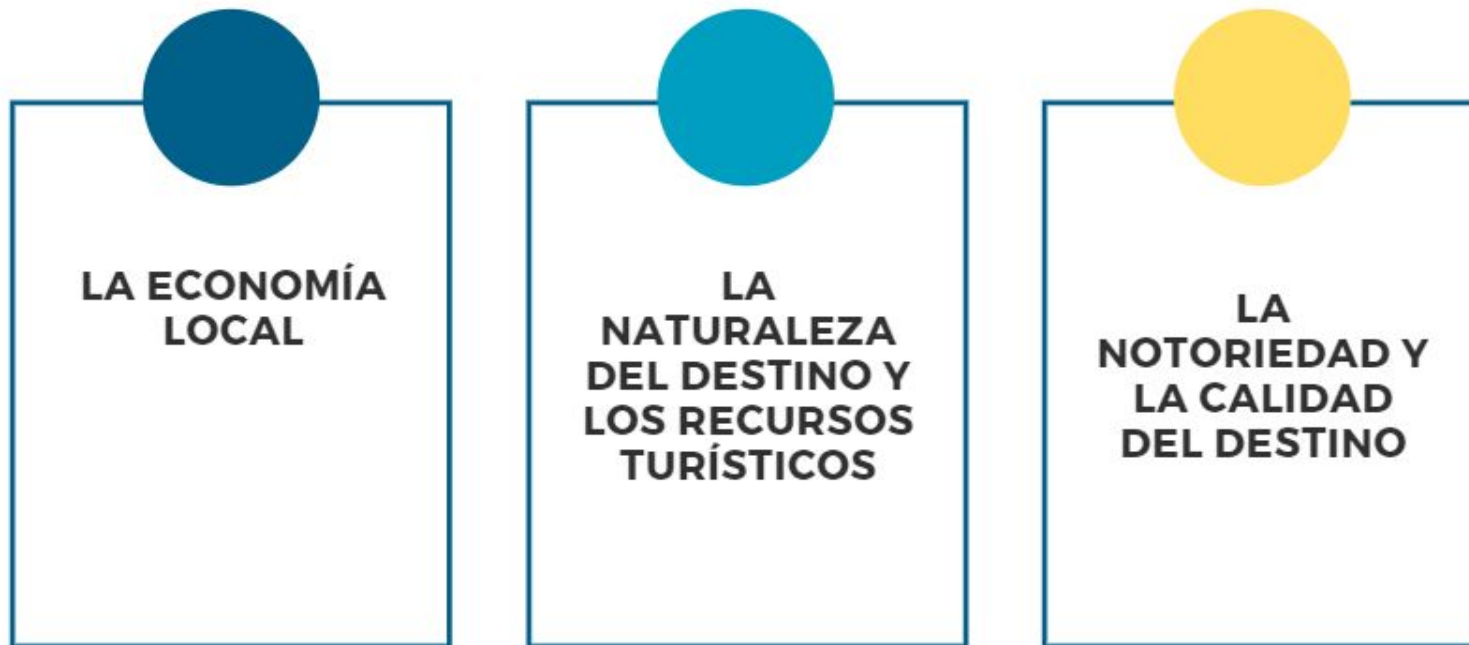 LA ECONOMÍA
LOCAL
LA
NATURALEZA
DEL DESTINO Y
LOS RECURSOS
TURÍSTICOS
LA
NOTORIEDAD Y
LA CALIDAD
DEL DESTINO